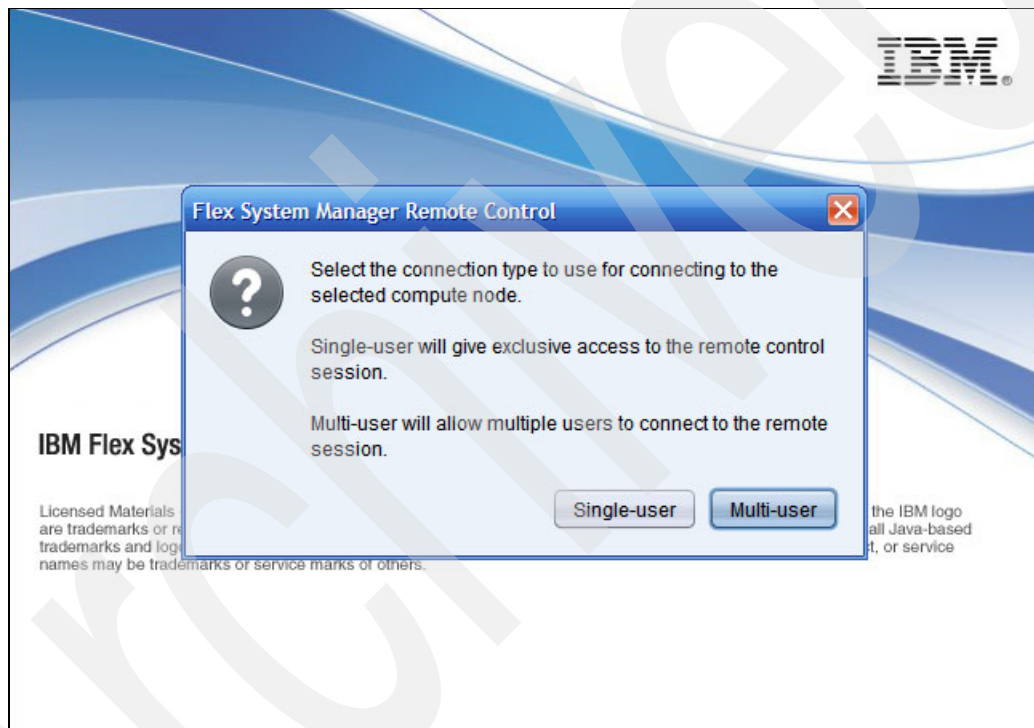 IBM®
Flex System Manager Remote Control
Select the connection type to use for connecting to the
selected compute node.
Single-user will give exclusive access to the remote control
session.
Multi-user will allow multiple users to connect to the remote
session.
Single-user Multi-user
IBM Flex Sys
Licensed Materials the IBM logo
are trademarks or re all Java-based
trademarks and logo t, or service
names may be trademarks or service marks of others.